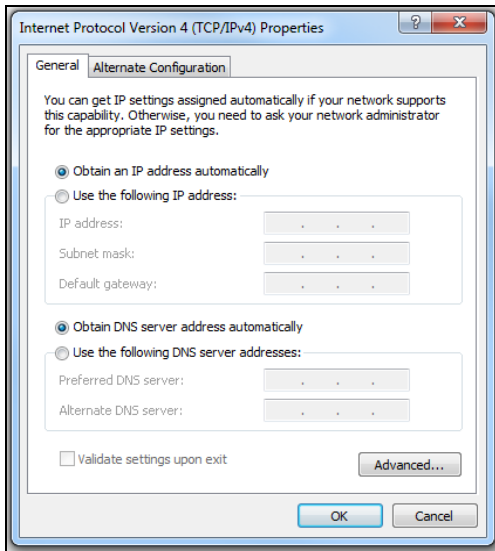 Internet Protocol Version 4 (TCP/IPv4) Properties
General
Alternate Configuration
You can get IP settings assigned automatically if your network supports
this capability. Otherwise, you need to ask your network administrator
for the appropriate IP settings.
Obtain an IP address automatically
Use the following IP address:
IP address:
Subnet mask:
Default gateway:
Obtain DNS server address automatically
Use the following DNS server addresses:
Preferred DNS server:
Alternate DNS server:
Validate settings upon exit
Advanced...
OK
Cancel